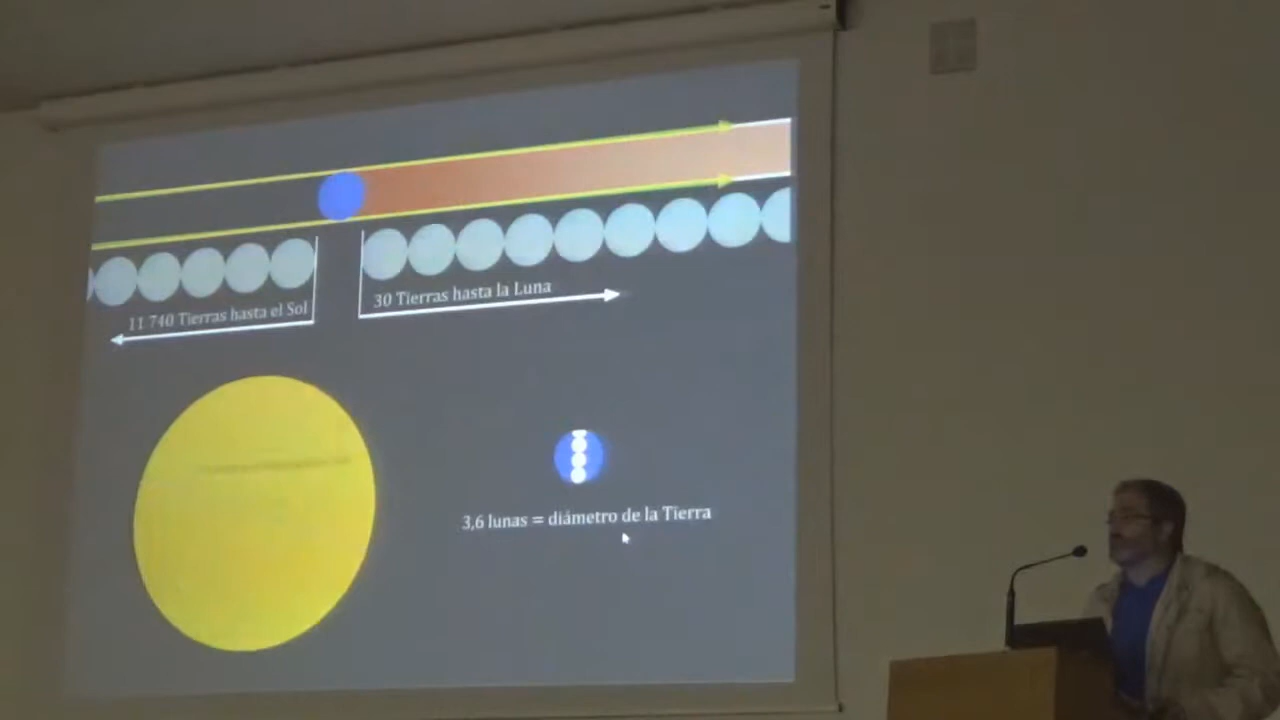 11 740 Tierras hasta el Sol
30 Tierras hasta la Luna
3,6 lunas = diámetro de la Tierra